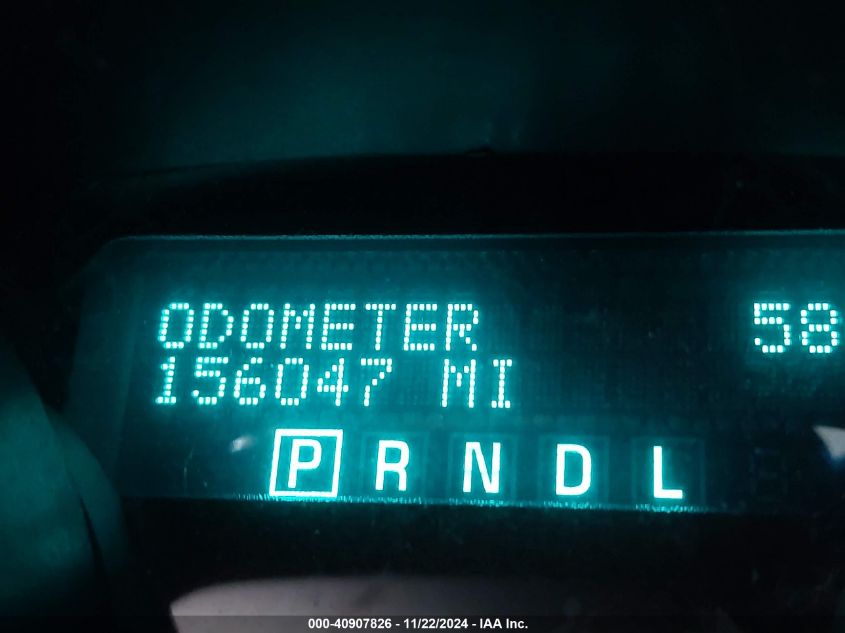 ODOMETER 58
156047 MI
P R N D L
000-40907826 - 11/22/2024 - IAA Inc.